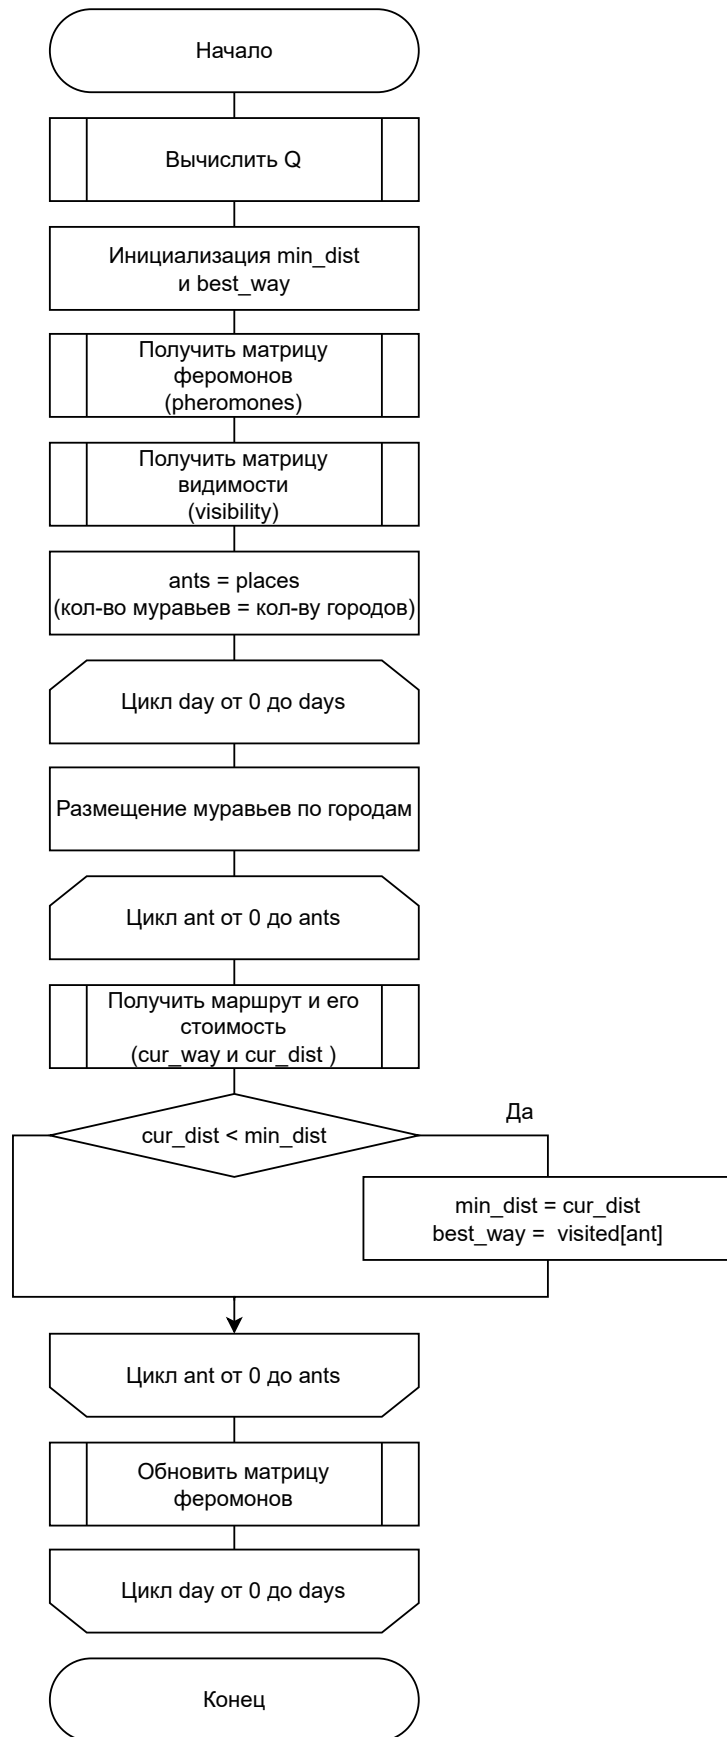 Начало
Вычислить Q
Инициализация min_dist
и best_way
Получить матрицу
феромонов
(pheromones)
Получить матрицу
видимости
(visibility)
ants = places
(кол-во муравьев = кол-ву городов)
Цикл day от 0 до days
Размещение муравьев по городам
Цикл ant от 0 до ants
Получить маршрут и его
стоимость
(cur_way и cur_dist )
Да
cur_dist < min_dist
min_dist = cur_dist
best_way =  visited[ant]
Цикл ant от 0 до ants
Обновить матрицу
феромонов
Цикл day от 0 до days
Конец